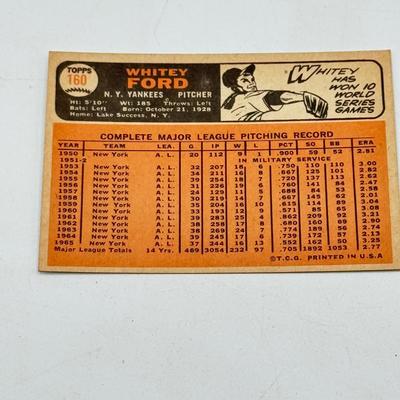 TOPPS
160
WHITEY
FORD
N. Y. YANKEES PITCHER
Ht: 5'10" Wt: 185 Throws: Left
Bats: Left Born: October 21, 1928
Home: Lake Success, N. Y.
WHITEY HAS WON 10 WORLD SERIES GAMES
COMPLETE MAJOR LEAGUE PITCHING RECORD
YEAR TEAM LEA. G IP W L PCT SO BB ERA
1950 New York A. L. 20 112 9 1 .900 59 52 2.81
1951-2 IN MILITARY SERVICE
1953 New York A. L. 32 207 18 6 .750 110 110 3.00
1954 New York A. L. 34 211 16 8 .667 125 101 2.82
1955 New York A. L. 39 254 18 7 .720 137 113 2.62
1956 New York A. L. 31 226 19 6 .760 141 84 2.47
1957 New York A. L. 24 129 11 5 .688 84 53 2.58
1958 New York A. L. 30 219 14 7 .667 145 62 2.01
1959 New York A. L. 35 204 16 10 .615 114 89 3.04
1960 New York A. L. 33 193 12 9 .571 85 65 3.08
1961 New York A. L. 39 283 25 4 .862 209 92 3.21
1962 New York A. L. 38 258 17 8 .680 160 69 2.90
1963 New York A. L. 38 269 24 7 .774 189 56 2.74
1964 New York A. L. 39 245 17 6 .739 172 57 2.13
1965 New York A. L. 37 244 16 13 .552 162 50 3.25
Major League Totals 14 Yrs. 469 3054 232 97 .705 1892 1053 2.77
©T.C.G. PRINTED IN U.S.A